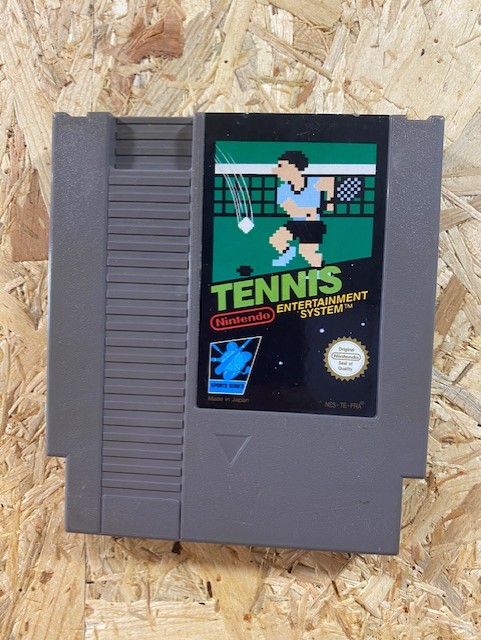 TENNIS
Nintendo
ENTERTAINMENT
SYSTEM™
Original
Nintendo
Seal of
Quality
SPORTS SERIES
Made in Japan
NES-TE-FRA